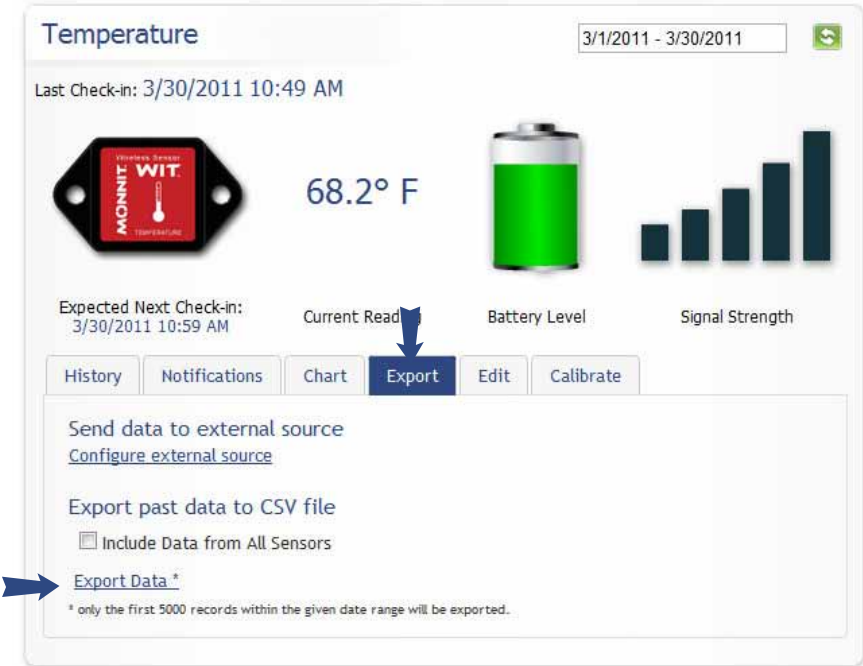 Temperature
3/1/2011 - 3/30/2011
Last Check-in: 3/30/2011 10:49 AM
Wireless Sensor
WIT
MONNIT
TEMPERATURE
68.2° F
Expected Next Check-in:
3/30/2011 10:59 AM
Current Reading
Battery Level
Signal Strength
History
Notifications
Chart
Export
Edit
Calibrate
Send data to external source
Configure external source
Export past data to CSV file
Include Data from All Sensors
Export Data *
* only the first 5000 records within the given date range will be exported.